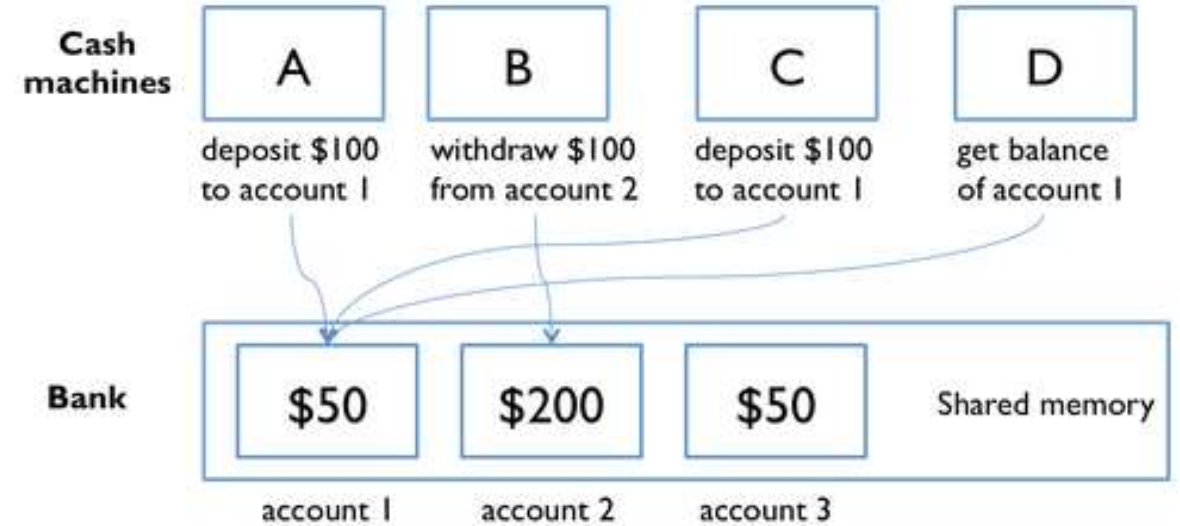 Cash
machines
A
B
C
D
deposit $100
to account 1
withdraw $100
from account 2
deposit $100
to account 1
get balance
of account 1
Bank
$50
$200
$50
Shared memory
account 1
account 2
account 3